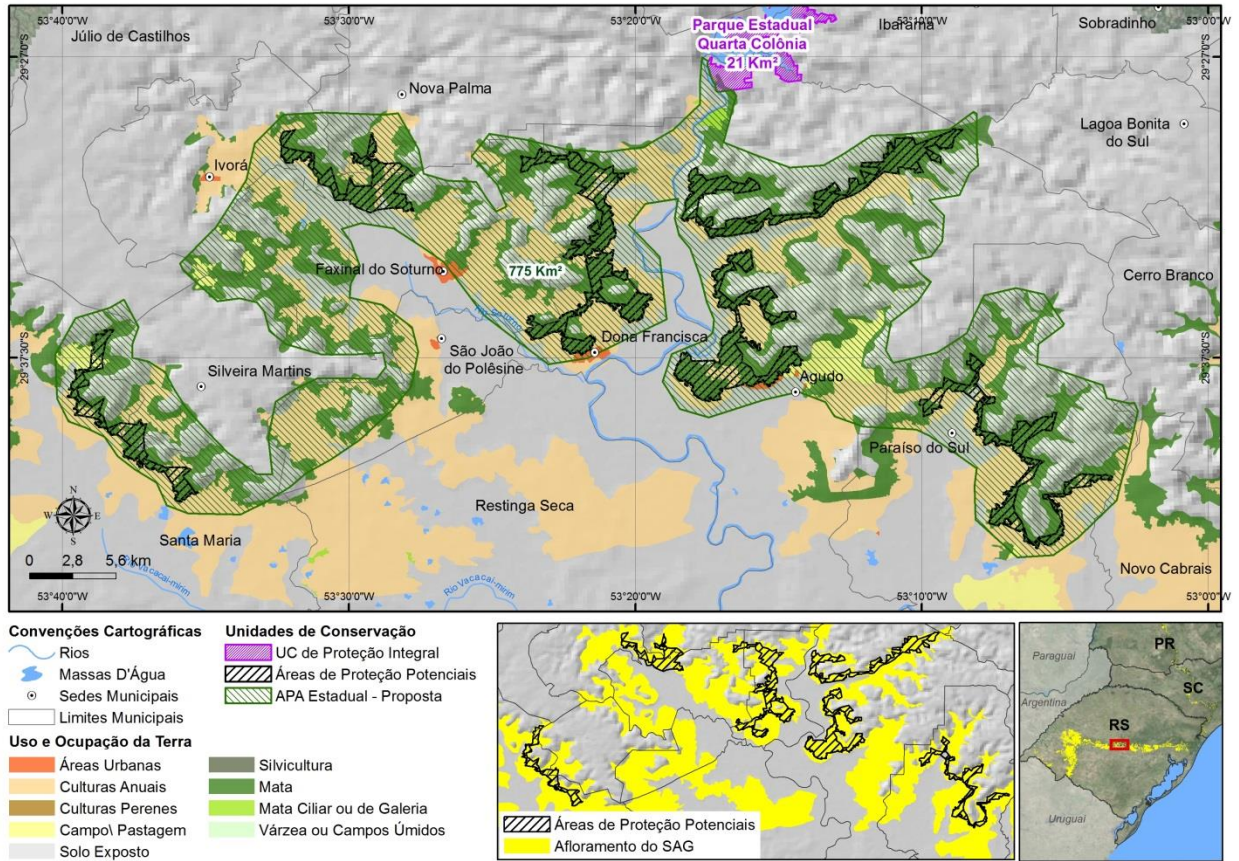 53°40'0"W
53°30'0"W
53°20'0"W
53°10'0"W
53°0'0"W
Júlio de Castilhos
Parque Estadual
Quarta Colônia
21 Km²
Ibarama
Sobradinho
29°27'0"S
29°27'0"S
Nova Palma
Lagoa Bonita
do Sul
Ivorá
Faxinal do Soturno
775 Km²
Cerro Branco
Rio Soturno
Dona Francisca
29°37'30"S
29°37'30"S
São João
do Polêsine
Silveira Martins
Agudo
Paraíso do Sul
Restinga Seca
N
W
E
S
Santa Maria
0 2,8 5,6 km
Rio Vacacaí-mirim
Rio Vacacaí-mirim
Novo Cabrais
53°40'0"W
53°30'0"W
53°20'0"W
53°10'0"W
53°0'0"W
Convenções Cartográficas
Rios
Massas D'Água
Sedes Municipais
Limites Municipais
Unidades de Conservação
UC de Proteção Integral
Áreas de Proteção Potenciais
APA Estadual - Proposta
Uso e Ocupação da Terra
Áreas Urbanas
Culturas Anuais
Culturas Perenes
Campo\ Pastagem
Solo Exposto
Silvicultura
Mata
Mata Ciliar ou de Galeria
Várzea ou Campos Úmidos
Áreas de Proteção Potenciais
Afloramento do SAG
Paraguai
PR
SC
Argentina
RS
Uruguai